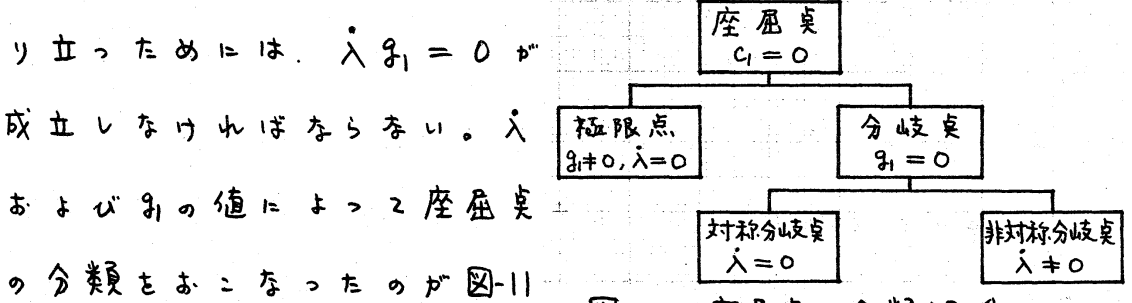 り立つためには. λ̇ g₁ = 0 が
成立しなければならない。λ̇
および g₁ の値によって座屈点
の分類をおこなったのが図-11
座屈点
C₁ = 0
極限点
g₁≠0, λ̇=0
分岐点
g₁ = 0
対称分岐点
λ̇ = 0
非対称分岐点
λ̇ ≠ 0